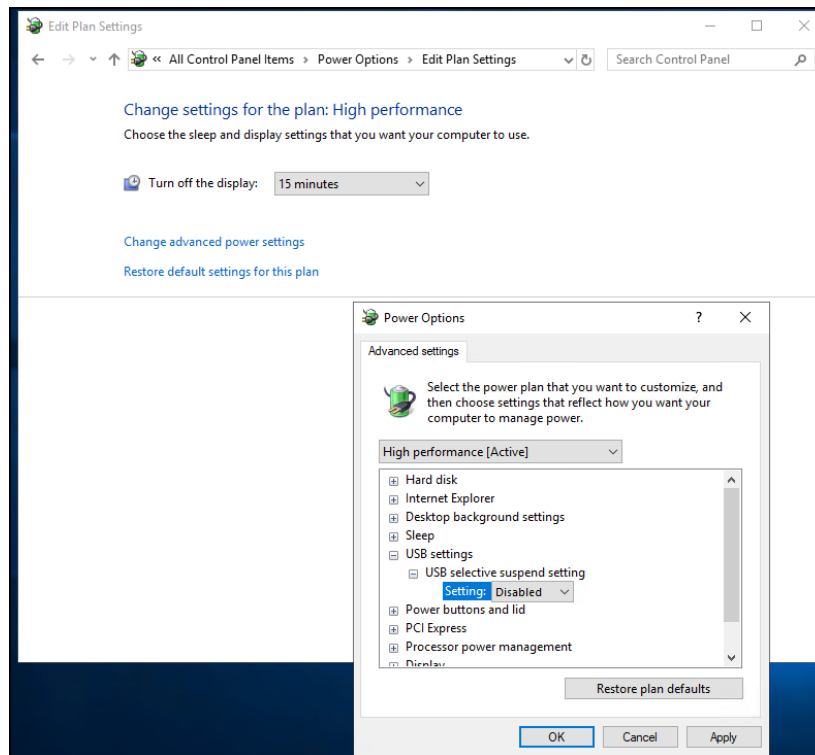 Edit Plan Settings
« All Control Panel Items > Power Options > Edit Plan Settings
Search Control Panel
Change settings for the plan: High performance
Choose the sleep and display settings that you want your computer to use.
Turn off the display: 15 minutes
Change advanced power settings
Restore default settings for this plan
Power Options
?
Advanced settings
Select the power plan that you want to customize, and
then choose settings that reflect how you want your
computer to manage power.
High performance [Active]
Hard disk
Internet Explorer
Desktop background settings
Sleep
USB settings
USB selective suspend setting
Setting: Disabled
Power buttons and lid
PCI Express
Processor power management
Display
Restore plan defaults
OK Cancel Apply